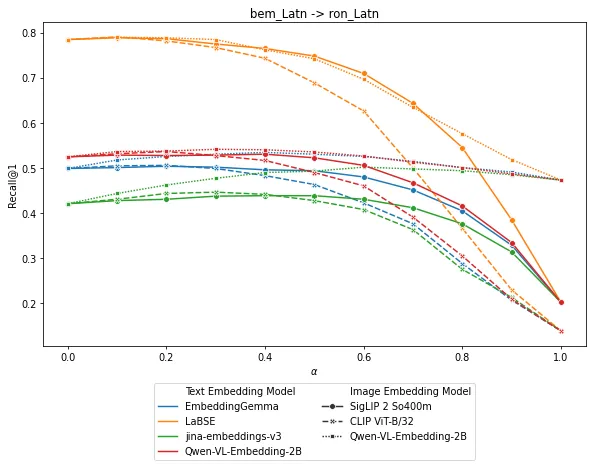 bem_Latn -> ron_Latn
0.8
0.7
0.6
0.5
0.4
0.3
0.2
Recall@1
0.0 0.2 0.4 0.6 0.8 1.0
α
Text Embedding Model Image Embedding Model
EmbeddingGemma SigLIP 2 So400m
LaBSE CLIP ViT-B/32
jina-embeddings-v3 Qwen-VL-Embedding-2B
Qwen-VL-Embedding-2B